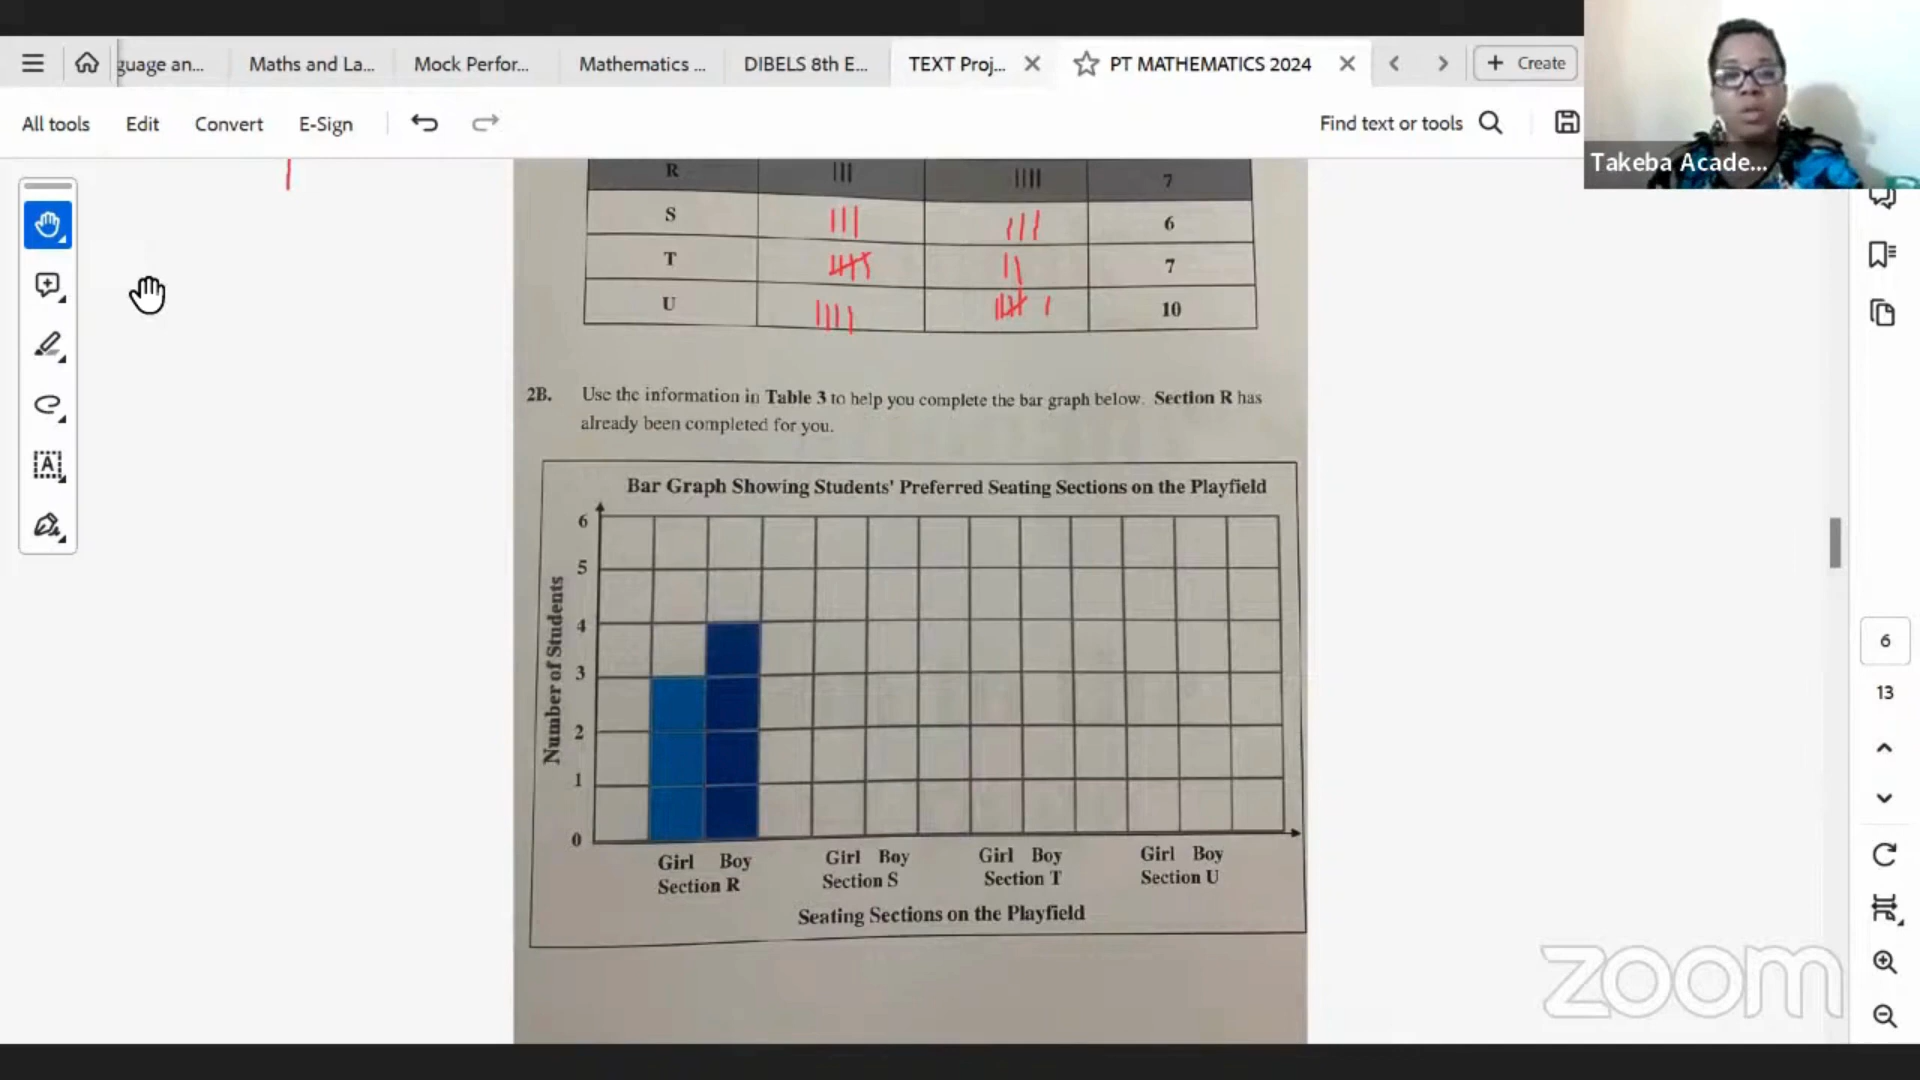 guage an...
Maths and La...
Mock Perfor...
Mathematics ...
DIBELS 8th E...
TEXT Proj...
PT MATHEMATICS 2024
Create
All tools
Edit
Convert
E-Sign
Find text or tools
Takeba Acade...
R 7
S 6
T 7
U 10
2B. Use the information in Table 3 to help you complete the bar graph below. Section R has
already been completed for you.
Bar Graph Showing Students' Preferred Seating Sections on the Playfield
Number of Students
6
5
4
3
2
1
0
Girl Boy Girl Boy Girl Boy Girl Boy
Section R Section S Section T Section U
Seating Sections on the Playfield
6
13
zoom